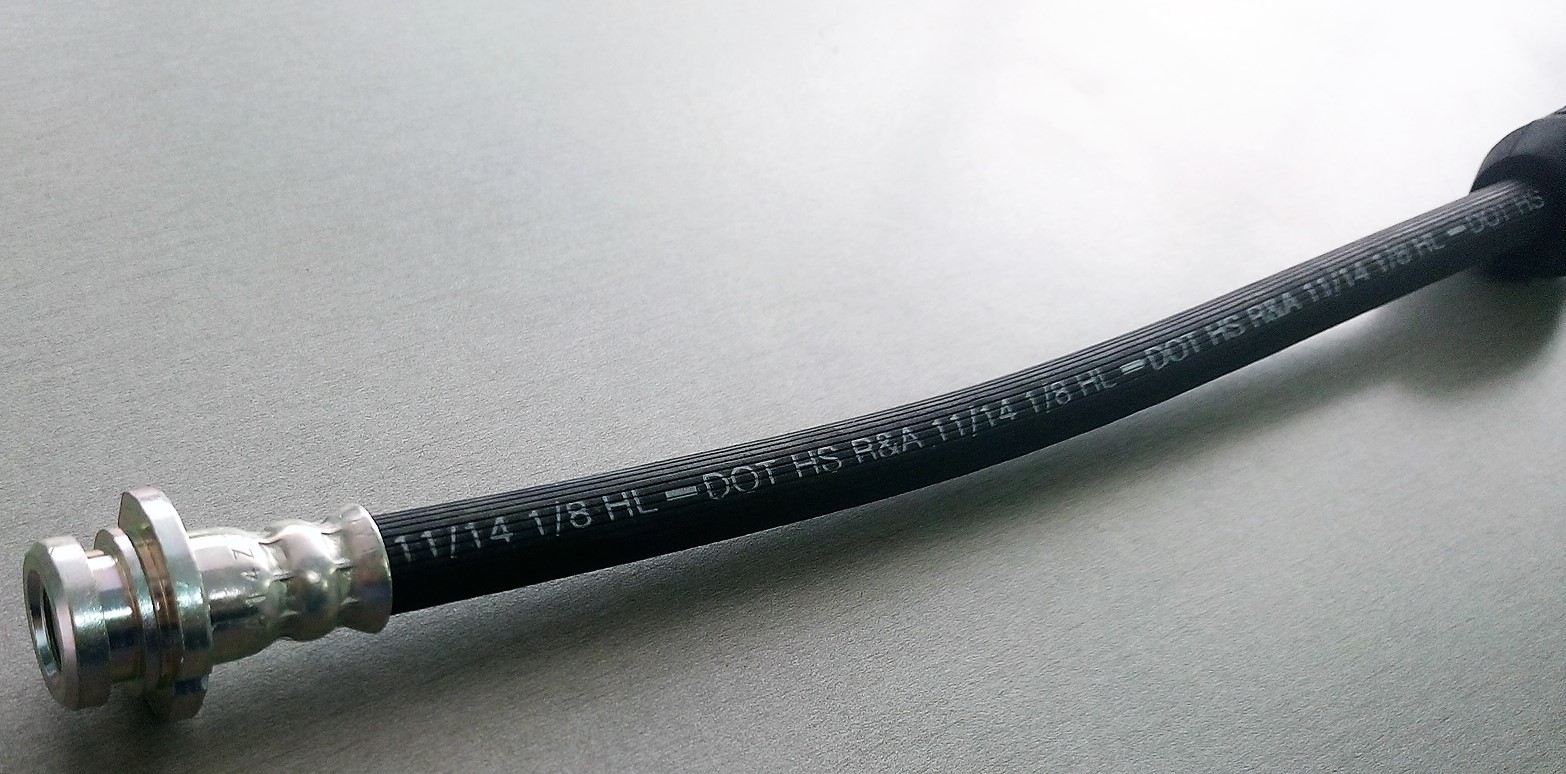 11/14 1/8 HL — DOT HS R&A 11/14 1/8 HL — DOT HS R&A 11/14 1/8 HL — DOT HS